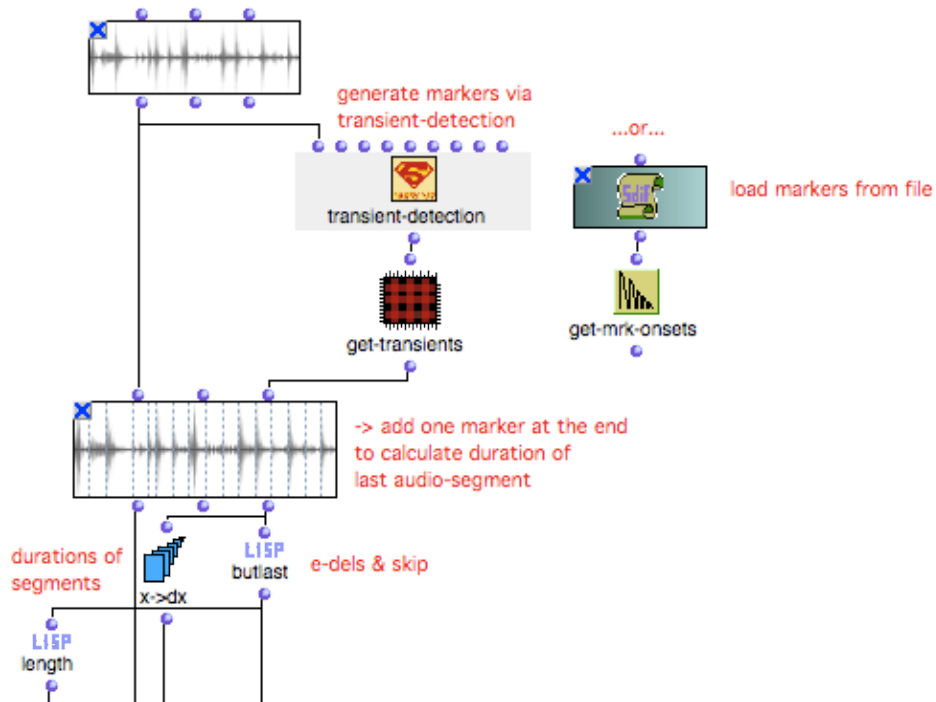 generate markers via
transient-detection
...or...
load markers from file
transient-detection
Sdif
get-transients
get-mrk-onsets
-> add one marker at the end
to calculate duration of
last audio-segment
durations of
segments
x->dx
LISP
butlast
e-dels & skip
LISP
length